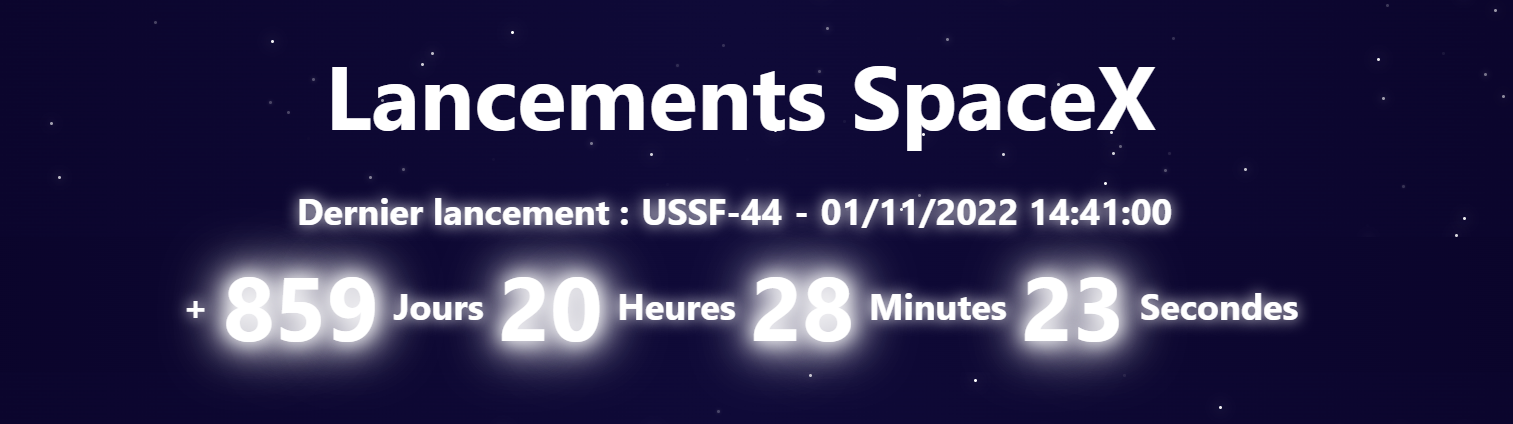 Lancements SpaceX
Dernier lancement : USSF-44 - 01/11/2022 14:41:00
+ 859 Jours 20 Heures 28 Minutes 23 Secondes